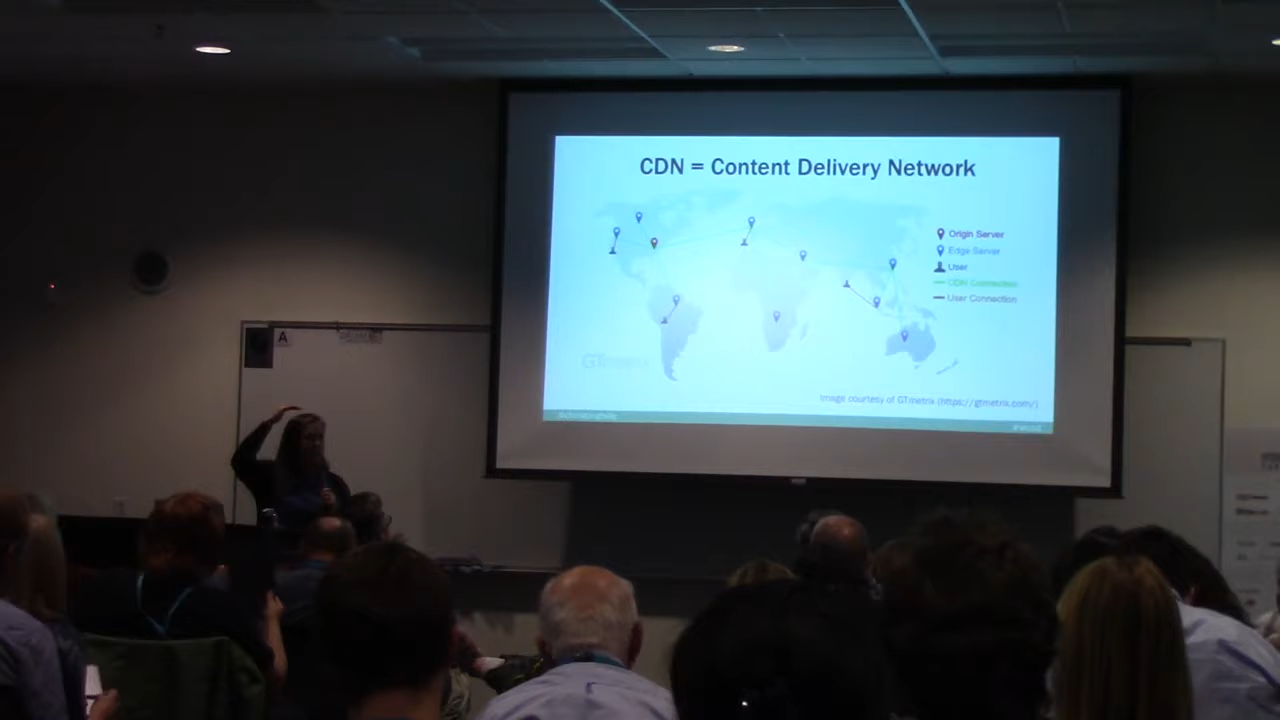 CDN = Content Delivery Network
Origin Server
Edge Server
User
CDN Connection
User Connection
GTmetrix
Image courtesy of GTmetrix (https://gtmetrix.com/)
A